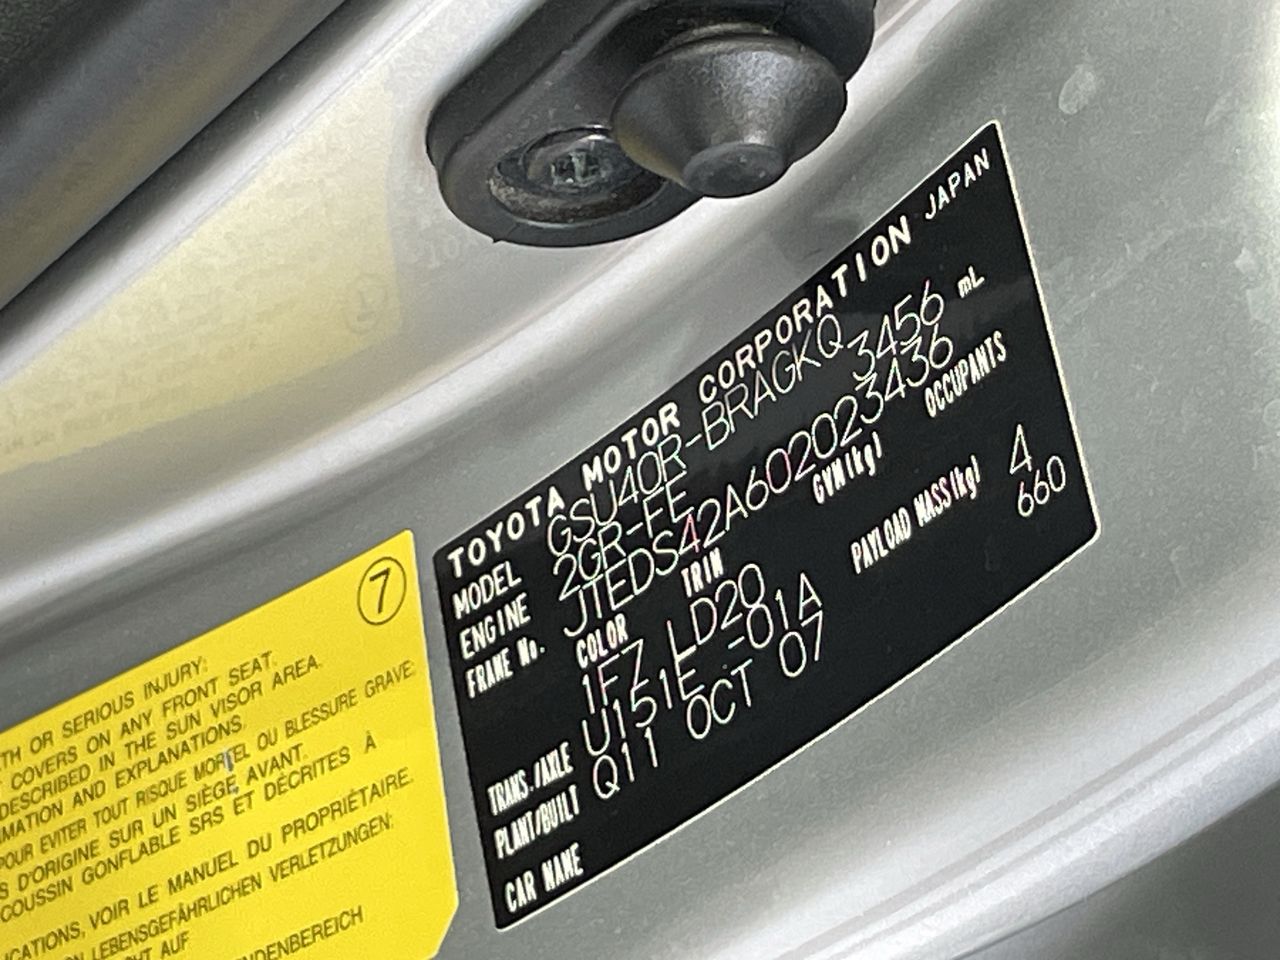 TOYOTA MOTOR CORPORATION JAPAN
MODEL GSU40R-BRAGKQ
ENGINE 2GR-FE 3456 mL
FRAME No. JTEDS42A602023436
COLOR TRIM GVM(kg) OCCUPANTS
1F7 LD20 4
TRANS./AXLE U151E -01A PAYLOAD MASS(kg) 660
PLANT/BUILT Q11 OCT 07
CAR NAME
7
TH OR SERIOUS INJURY:
COVERS ON ANY FRONT SEAT.
DESCRIBED IN THE SUN VISOR AREA.
MATION AND EXPLANATIONS.
POUR EVITER TOUT RISQUE MORTEL OU BLESSURE GRAVE:
S D'ORIGINE SUR UN SIÈGE AVANT.
COUSSIN GONFLABLE SRS ET DÉCRITES À
ICATIONS, VOIR LE MANUEL DU PROPRIÉTAIRE.
N LEBENSGEFÄHRLICHEN VERLETZUNGEN:
HT AUF
NDENBEREICH